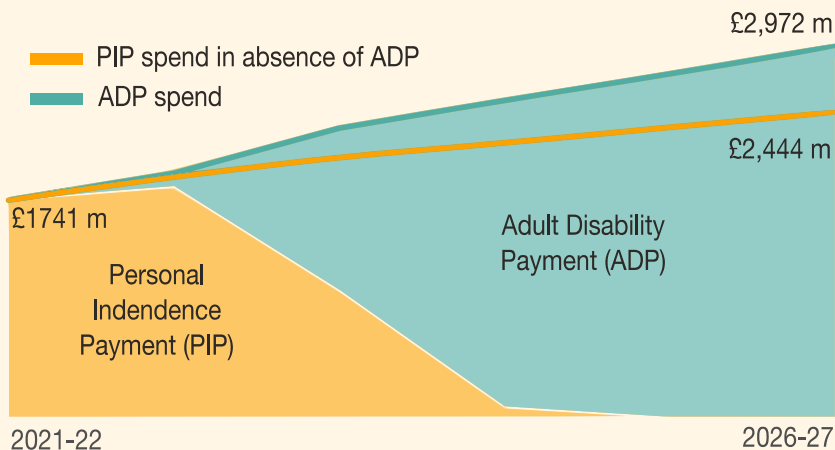 £2,972 m
PIP spend in absence of ADP
ADP spend
£2,444 m
£1741 m
Adult Disability
Payment (ADP)
Personal
Indendence
Payment (PIP)
2021-22
2026-27